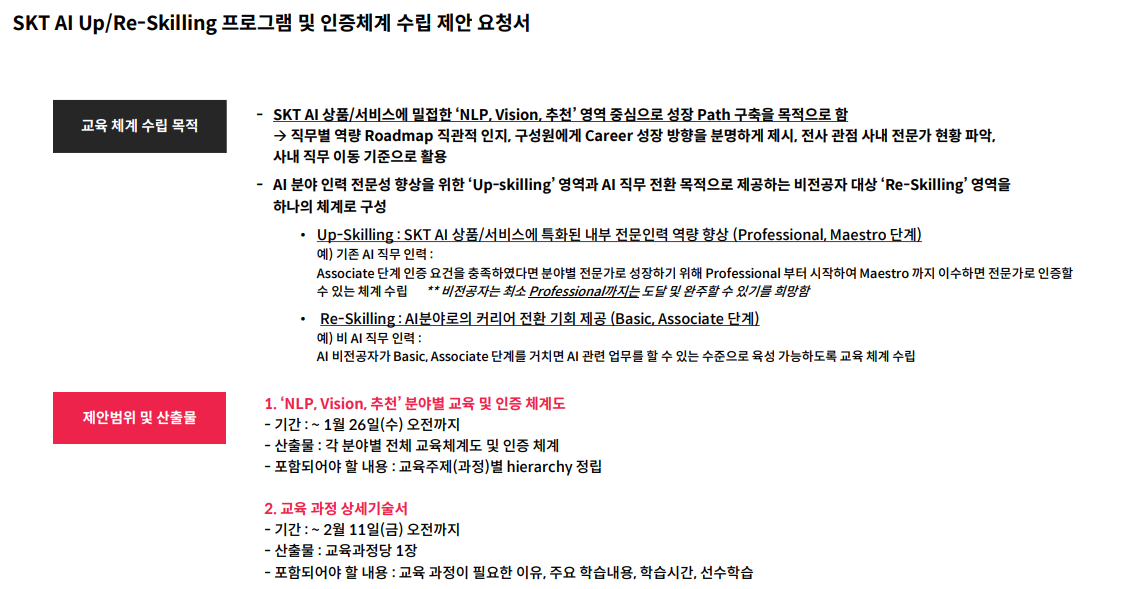 SKT AI Up/Re-Skilling 프로그램 및 인증체계 수립 제안 요청서
교육 체계 수립 목적
- SKT AI 상품/서비스에 밀접한 ‘NLP, Vision, 추천’ 영역 중심으로 성장 Path 구축을 목적으로 함
→ 직무별 역량 Roadmap 직관적 인지, 구성원에게 Career 성장 방향을 분명하게 제시, 전사 관점 사내 전문가 현황 파악,
사내 직무 이동 기준으로 활용
- AI 분야 인력 전문성 향상을 위한 ‘Up-skilling’ 영역과 AI 직무 전환 목적으로 제공하는 비전공자 대상 ‘Re-Skilling’ 영역을
하나의 체계로 구성
• Up-Skilling : SKT AI 상품/서비스에 특화된 내부 전문인력 역량 향상 (Professional, Maestro 단계)
예) 기존 AI 직무 인력 :
Associate 단계 인증 요건을 충족하였다면 분야별 전문가로 성장하기 위해 Professional 부터 시작하여 Maestro 까지 이수하면 전문가로 인증할
수 있는 체계 수립 ** 비전공자는 최소 Professional까지는 도달 및 완주할 수 있기를 희망함
• Re-Skilling : AI분야로의 커리어 전환 기회 제공 (Basic, Associate 단계)
예) 비 AI 직무 인력 :
AI 비전공자가 Basic, Associate 단계를 거치면 AI 관련 업무를 할 수 있는 수준으로 육성 가능하도록 교육 체계 수립
제안범위 및 산출물
1. ‘NLP, Vision, 추천’ 분야별 교육 및 인증 체계도
- 기간 : ~ 1월 26일(수) 오전까지
- 산출물 : 각 분야별 전체 교육체계도 및 인증 체계
- 포함되어야 할 내용 : 교육주제(과정)별 hierarchy 정립
2. 교육 과정 상세기술서
- 기간 : ~ 2월 11일(금) 오전까지
- 산출물 : 교육과정당 1장
- 포함되어야 할 내용 : 교육 과정이 필요한 이유, 주요 학습내용, 학습시간, 선수학습